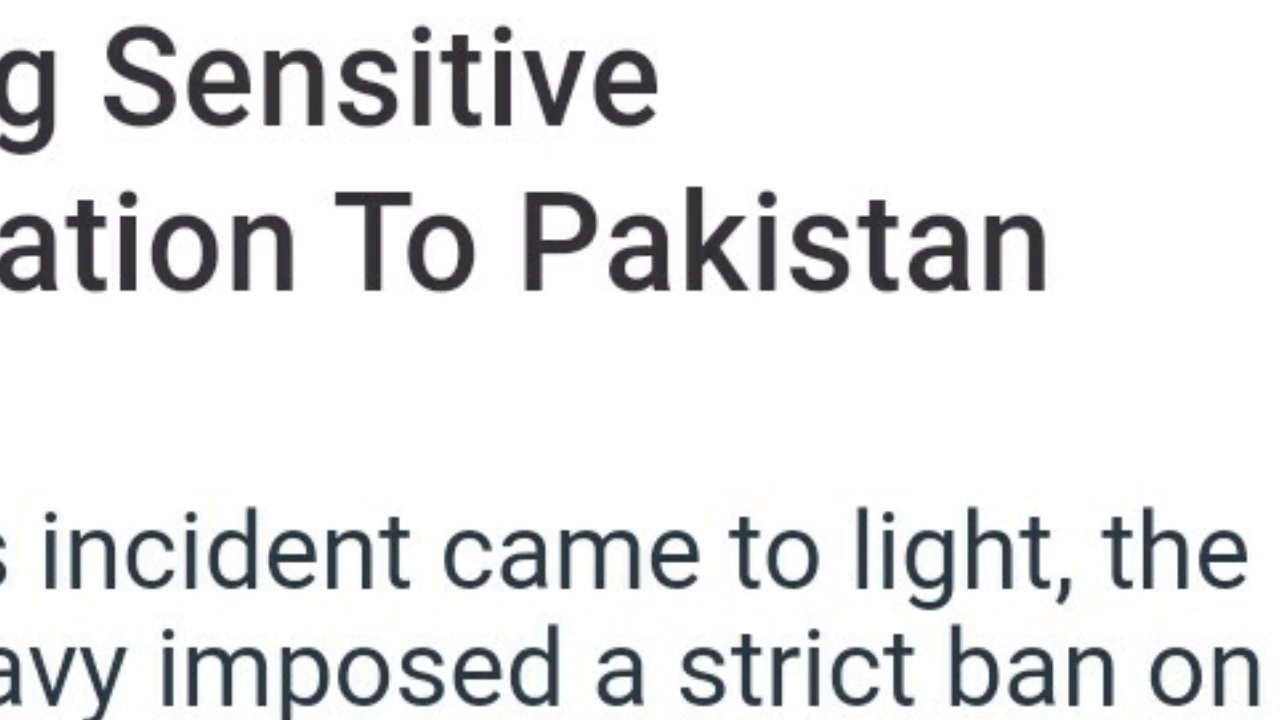 g Sensitive
ation To Pakistan
s incident came to light, the
avy imposed a strict ban on